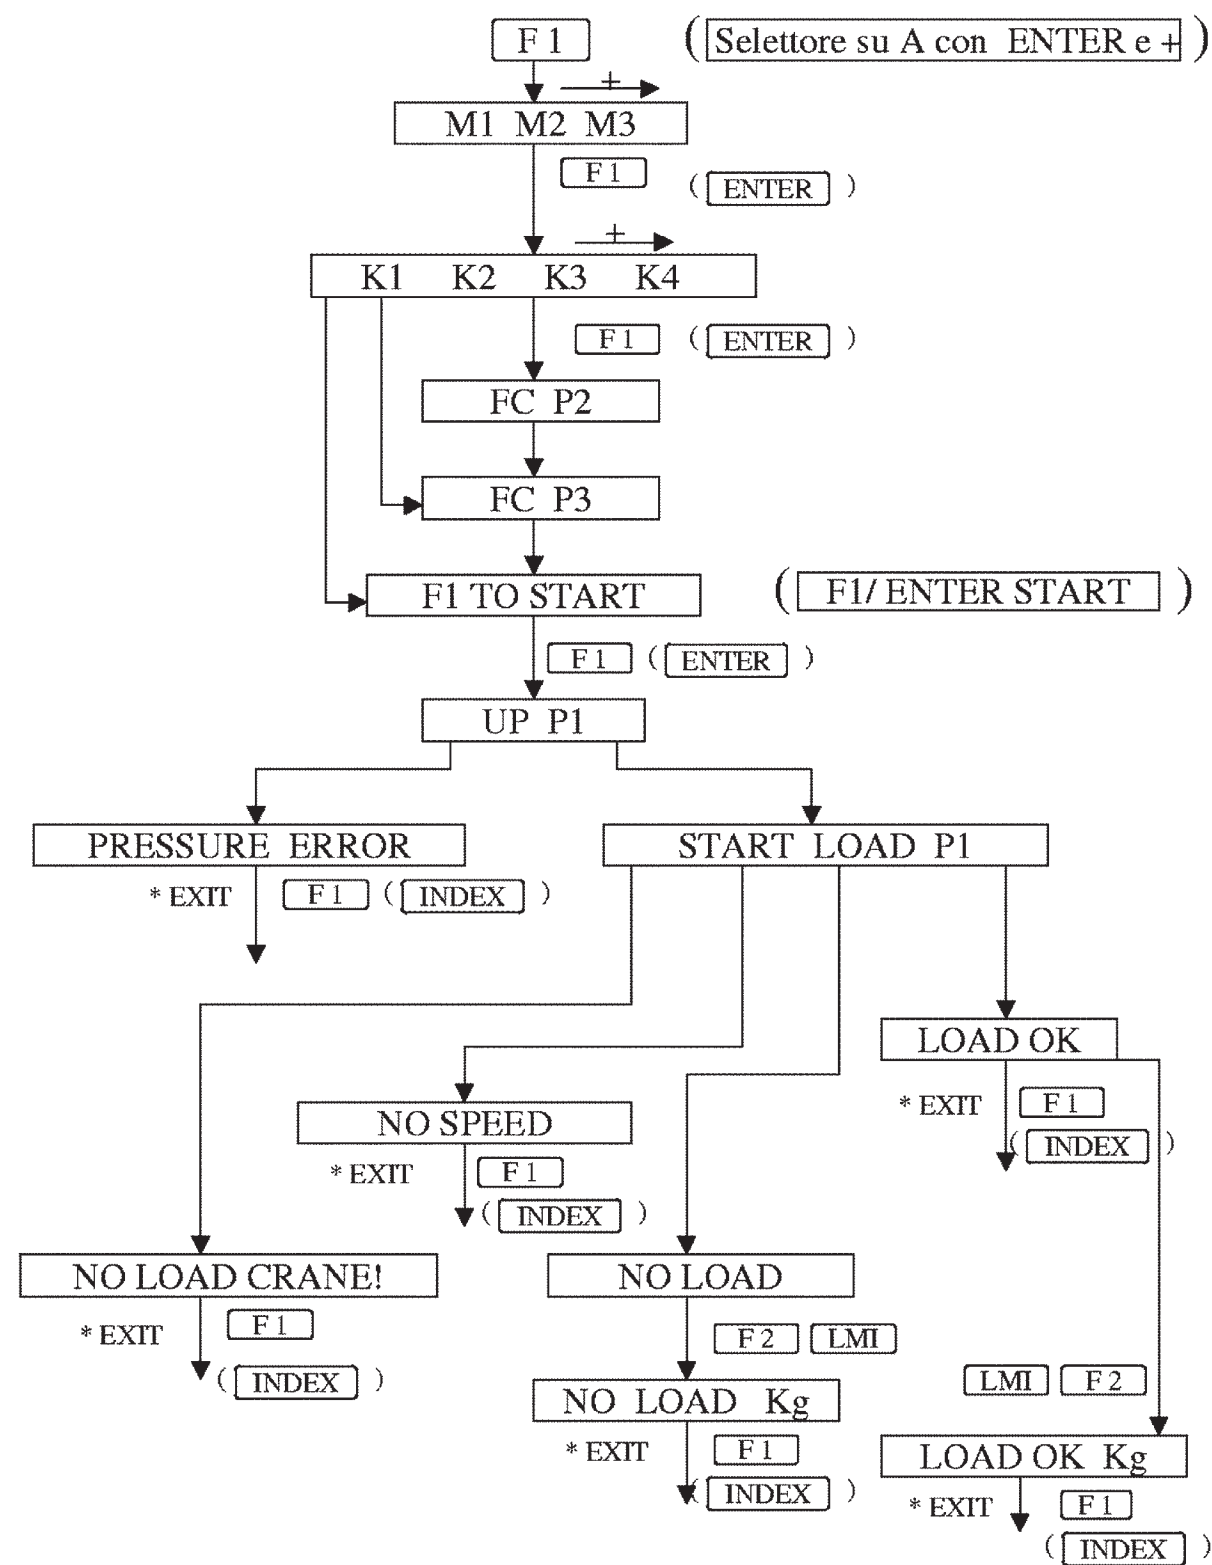 F 1 ( Selettore su A con ENTER e + )
+
M1 M2 M3
F 1 ( ENTER )
+
K1 K2 K3 K4
F 1 ( ENTER )
FC P2
FC P3
F1 TO START ( F1/ ENTER START )
F 1 ( ENTER )
UP P1
PRESSURE ERROR START LOAD P1
* EXIT F 1 ( INDEX )
LOAD OK
* EXIT F 1
( INDEX )
NO SPEED
* EXIT F 1
( INDEX )
NO LOAD CRANE! NO LOAD
* EXIT F 1
( INDEX )
F 2 LMI
LMI F 2
NO LOAD Kg
* EXIT F 1
( INDEX )
LOAD OK Kg
* EXIT F 1
( INDEX )